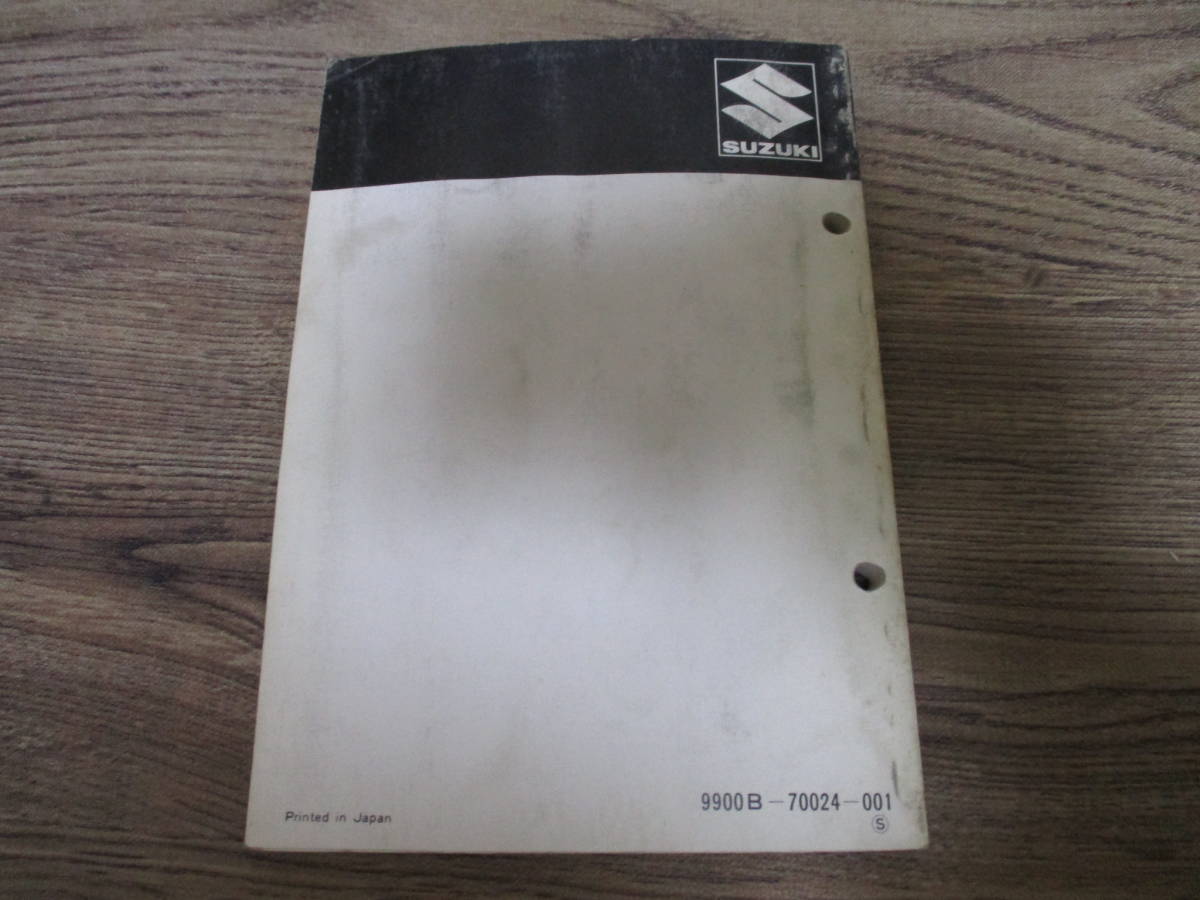 SUZUKI
9900B-70024-001
Printed in Japan
S